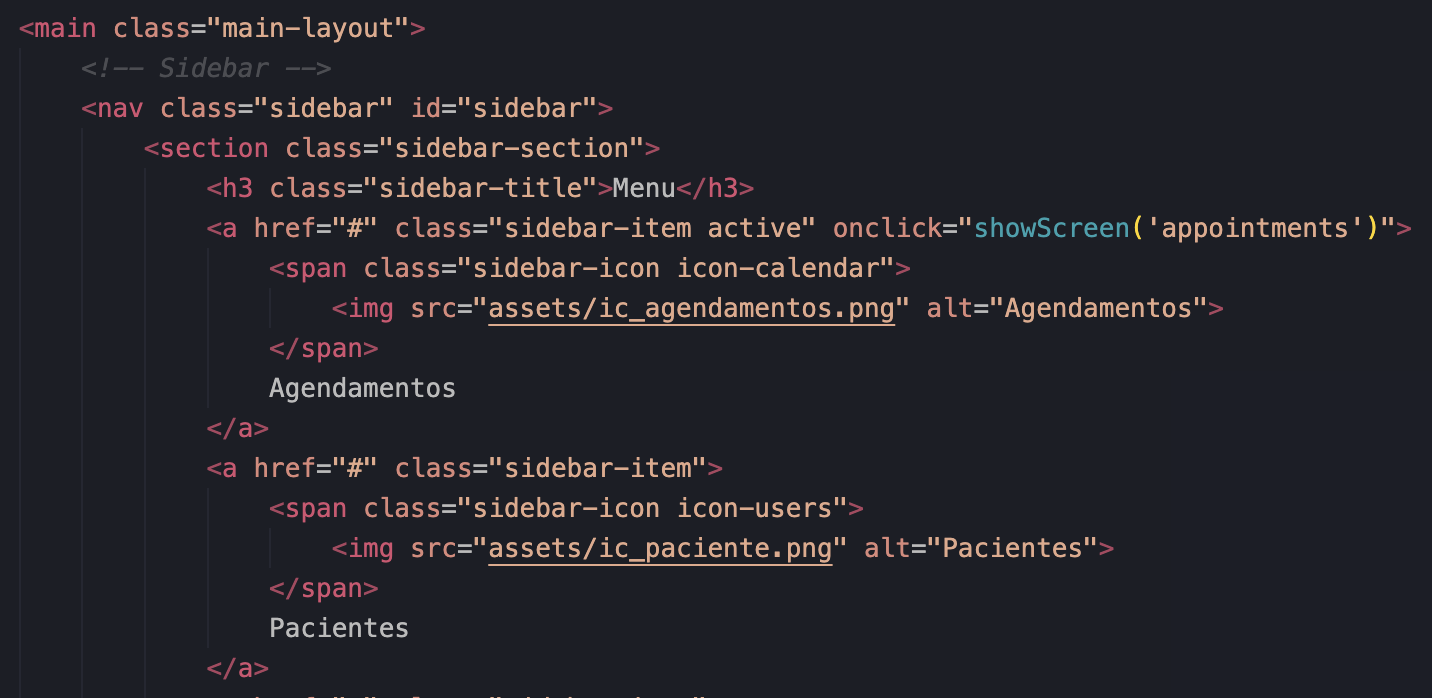 <main class="main-layout">
<!-- Sidebar -->
<nav class="sidebar" id="sidebar">
<section class="sidebar-section">
<h3 class="sidebar-title">Menu</h3>
<a href="#" class="sidebar-item active" onclick="showScreen('appointments')">
<span class="sidebar-icon icon-calendar">
<img src="assets/ic_agendamentos.png" alt="Agendamentos">
</span>
Agendamentos
</a>
<a href="#" class="sidebar-item">
<span class="sidebar-icon icon-users">
<img src="assets/ic_paciente.png" alt="Pacientes">
</span>
Pacientes
</a>